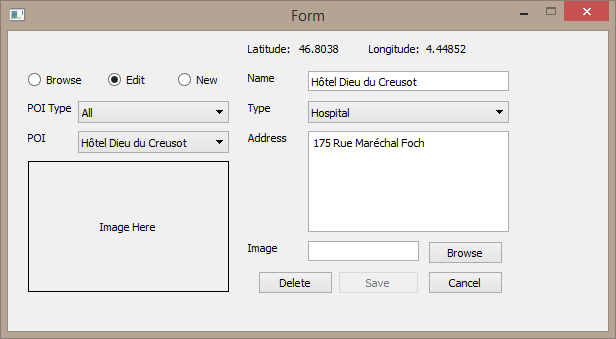 Form
Latitude: 46.8038 Longitude: 4.44852
Browse Edit New
Name Hôtel Dieu du Creusot
POI Type All
Type Hospital
POI Hôtel Dieu du Creusot
Address 175 Rue Maréchal Foch
Image Here
Image Browse
Delete Save Cancel